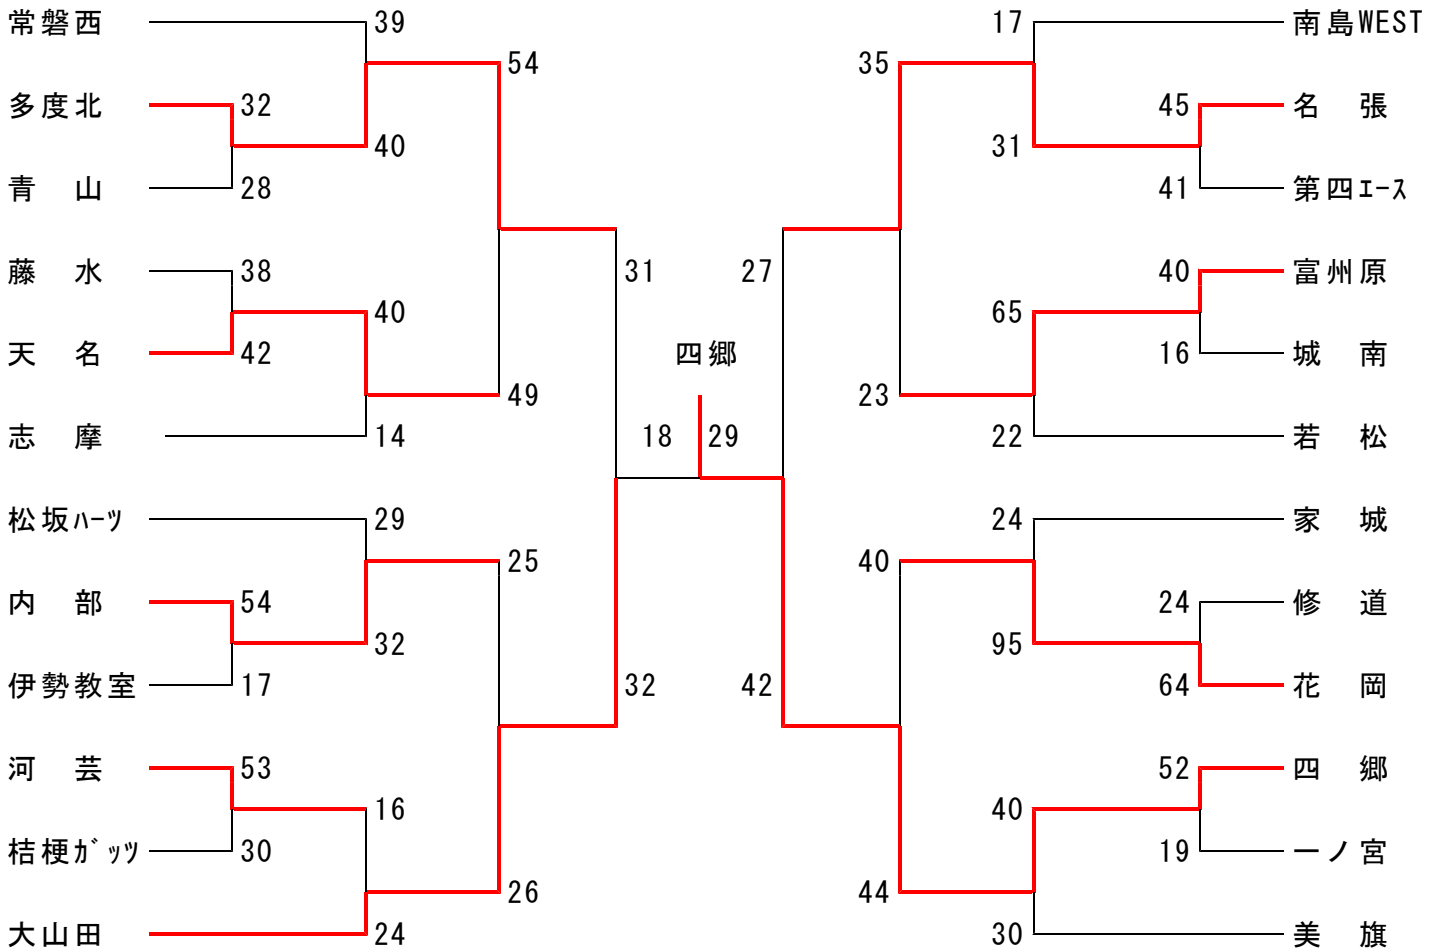 常磐西 39 17 南島WEST
54 35
多度北 32 45 名 張
40 31
青 山 28 41 第四ｴｰｽ
藤 水 38 31 27 40 富州原
40 65
天 名 42 四郷 16 城 南
49 23
志 摩 14 18 29 22 若 松
松坂ﾊｰﾂ 29 24 家 城
25 40
内 部 54 24 修 道
32 95
伊勢教室 17 32 42 64 花 岡
河 芸 53 52 四 郷
16 40
桔梗ｶﾞｯﾂ 30 19 一ノ宮
26 44
大山田 24 30 美 旗